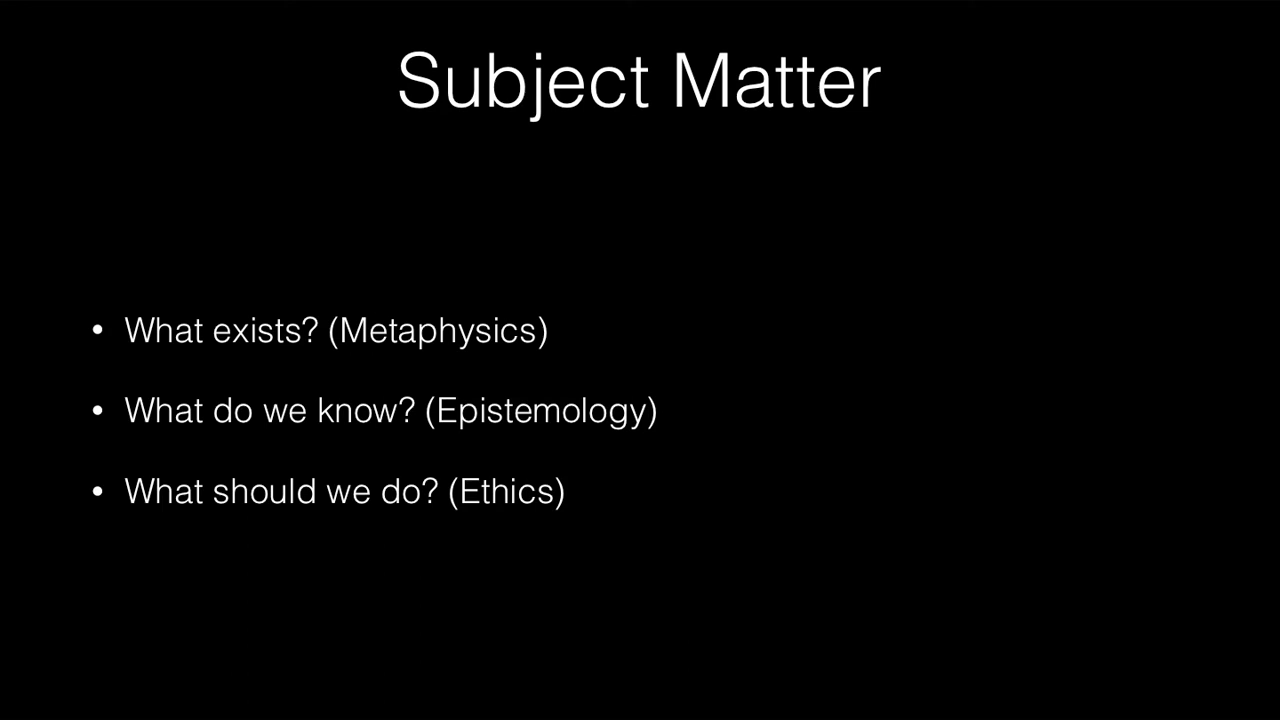 Subject Matter
• What exists? (Metaphysics)
• What do we know? (Epistemology)
• What should we do? (Ethics)